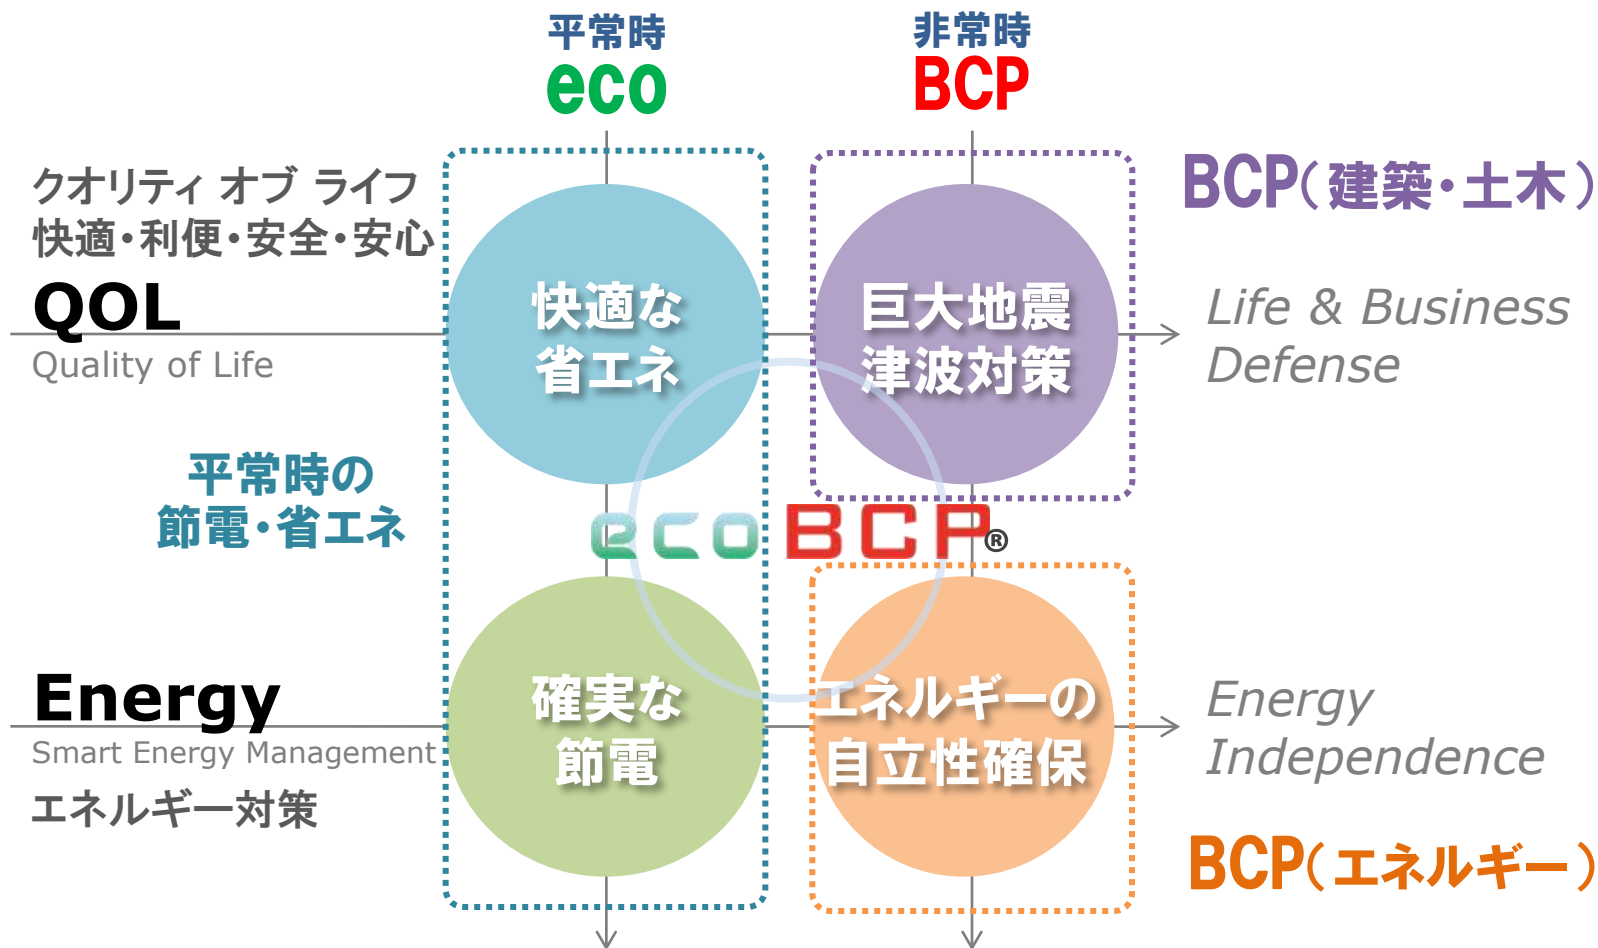 平常時
eco
非常時
BCP
クオリティ オブ ライフ
快適・利便・安全・安心
QOL
Quality of Life
快適な
省エネ
巨大地震
津波対策
BCP（建築・土木）
Life & Business
Defense
平常時の
節電・省エネ
ecoBCP®
Energy
Smart Energy Management
エネルギー対策
確実な
節電
エネルギーの
自立性確保
Energy
Independence
BCP（エネルギー）